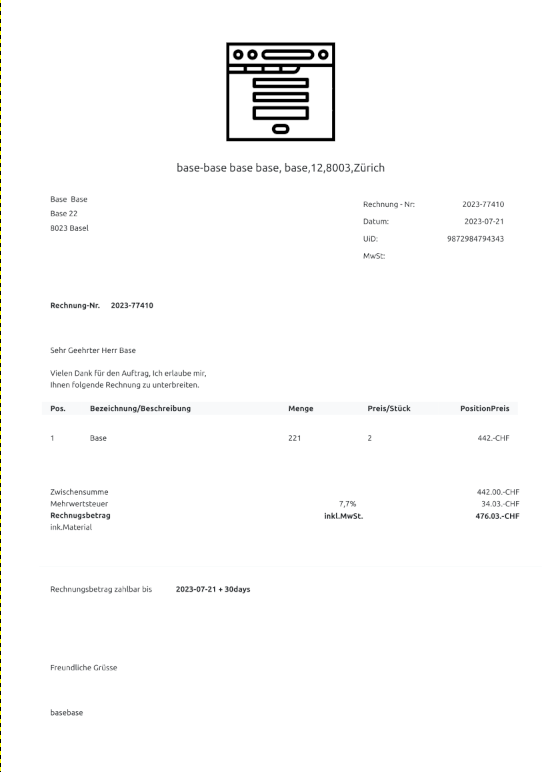 base-base base base, base,12,8003,Zürich
Base Base
Base 22
8023 Basel
Rechnung - Nr: 2023-77410
Datum: 2023-07-21
UiD: 9872984794343
MwSt:
Rechnung-Nr. 2023-77410
Sehr Geehrter Herr Base
Vielen Dank für den Auftrag, Ich erlaube mir,
Ihnen folgende Rechnung zu unterbreiten.
Pos. Bezeichnung/Beschreibung Menge Preis/Stück PositionPreis
1 Base 221 2 442.-CHF
Zwischensumme 442.00.-CHF
Mehrwertsteuer 7,7% 34.03.-CHF
Rechnugsbetrag inkl.MwSt. 476.03.-CHF
ink.Material
Rechnungsbetrag zahlbar bis 2023-07-21 + 30days
Freundliche Grüsse
basebase